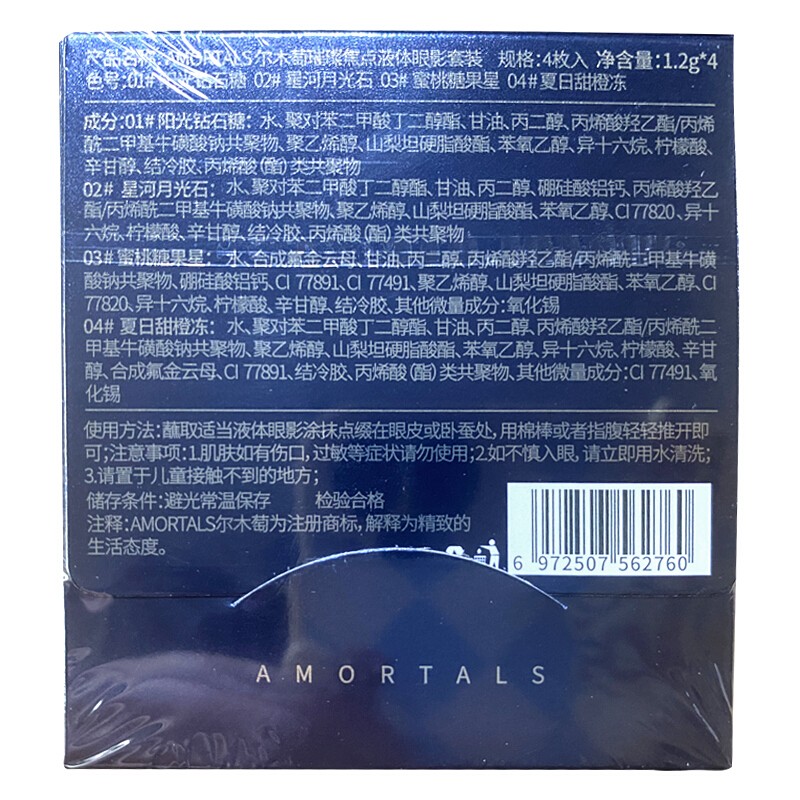 产品名称：AMORTALS尔木萄璀璨焦点液体眼影套装 规格：4枚入 净含量：1.2g*4
色号：01# 阳光钻石糖 02# 星河月光石 03# 蜜桃糖果星 04# 夏日甜橙冻
成分：01# 阳光钻石糖：水、聚对苯二甲酸丁二醇酯、甘油、丙二醇、丙烯酸羟乙酯/丙烯
酰二甲基牛磺酸钠共聚物、聚乙烯醇、山梨坦硬脂酸酯、苯氧乙醇、异十六烷、柠檬酸、
辛甘醇、结冷胶、丙烯酸（酯）类共聚物
02# 星河月光石：水、聚对苯二甲酸丁二醇酯、甘油、丙二醇、硼硅酸铝钙、丙烯酸羟乙
酯/丙烯酰二甲基牛磺酸钠共聚物、聚乙烯醇、山梨坦硬脂酸酯、苯氧乙醇、CI 77820、异十
六烷、柠檬酸、辛甘醇、结冷胶、丙烯酸（酯）类共聚物
03# 蜜桃糖果星：水、合成氟金云母、甘油、丙二醇、丙烯酸羟乙酯/丙烯酰二甲基牛磺
酸钠共聚物、硼硅酸铝钙、CI 77891、CI 77491、聚乙烯醇、山梨坦硬脂酸酯、苯氧乙醇、CI
77820、异十六烷、柠檬酸、辛甘醇、结冷胶、其他微量成分：氧化锡
04# 夏日甜橙冻：水、聚对苯二甲酸丁二醇酯、甘油、丙二醇、丙烯酸羟乙酯/丙烯酰二
甲基牛磺酸钠共聚物、聚乙烯醇、山梨坦硬脂酸酯、苯氧乙醇、异十六烷、柠檬酸、辛甘
醇、合成氟金云母、CI 77891、结冷胶、丙烯酸（酯）类共聚物、其他微量成分：CI 77491、氧
化锡
使用方法：蘸取适当液体眼影涂抹点缀在眼皮或卧蚕处，用棉棒或者指腹轻轻推开即
可；注意事项：1.肌肤如有伤口，过敏等症状请勿使用；2.如不慎入眼，请立即用水清洗；
3.请置于儿童接触不到的地方；
储存条件：避光常温保存 检验合格
注释：AMORTALS尔木萄为注册商标，解释为精致的
生活态度。
6 972507 562760
AMORTALS